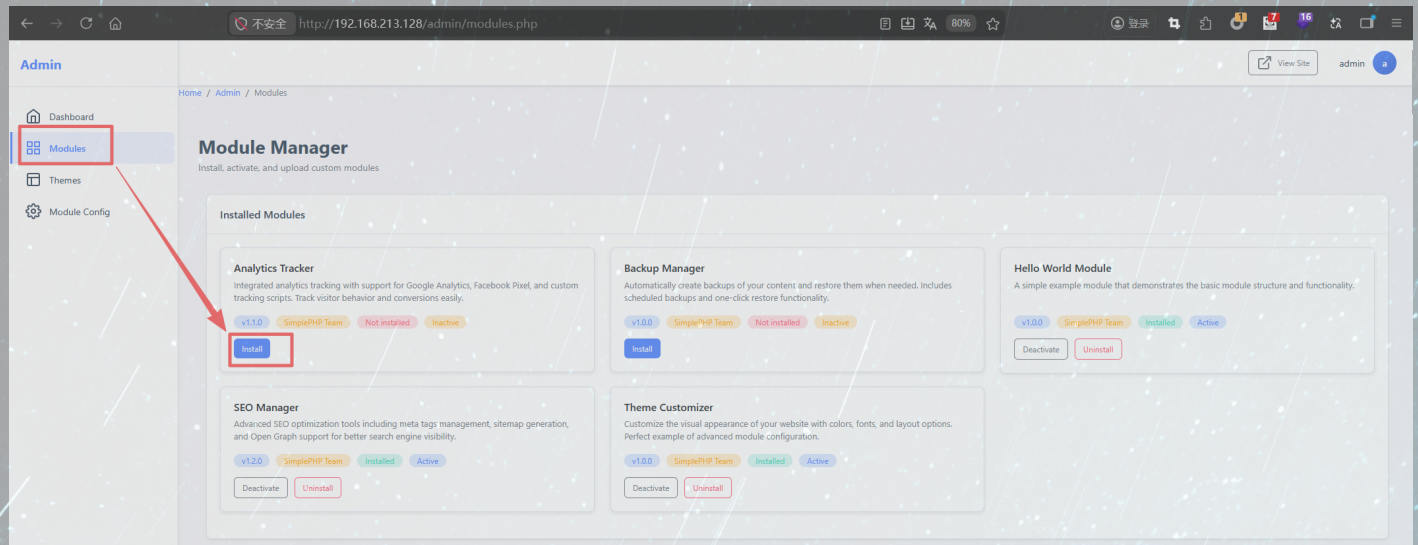 不安全 http://192.168.213.128/admin/modules.php 80% 登录 1 7 16
Admin View Site admin a
Home / Admin / Modules
Dashboard
Modules
Themes
Module Config
Module Manager
Install, activate, and upload custom modules
Installed Modules
Analytics Tracker
Integrated analytics tracking with support for Google Analytics, Facebook Pixel, and custom
tracking scripts. Track visitor behavior and conversions easily.
v1.1.0 SimplePHP Team Not installed Inactive
Install
Backup Manager
Automatically create backups of your content and restore them when needed. Includes
scheduled backups and one-click restore functionality.
v1.0.0 SimplePHP Team Not installed Inactive
Install
Hello World Module
A simple example module that demonstrates the basic module structure and functionality.
v1.0.0 SimplePHP Team Installed Active
Deactivate Uninstall
SEO Manager
Advanced SEO optimization tools including meta tags management, sitemap generation,
and Open Graph support for better search engine visibility.
v1.2.0 SimplePHP Team Installed Active
Deactivate Uninstall
Theme Customizer
Customize the visual appearance of your website with colors, fonts, and layout options.
Perfect example of advanced module configuration.
v1.0.0 SimplePHP Team Installed Active
Deactivate Uninstall